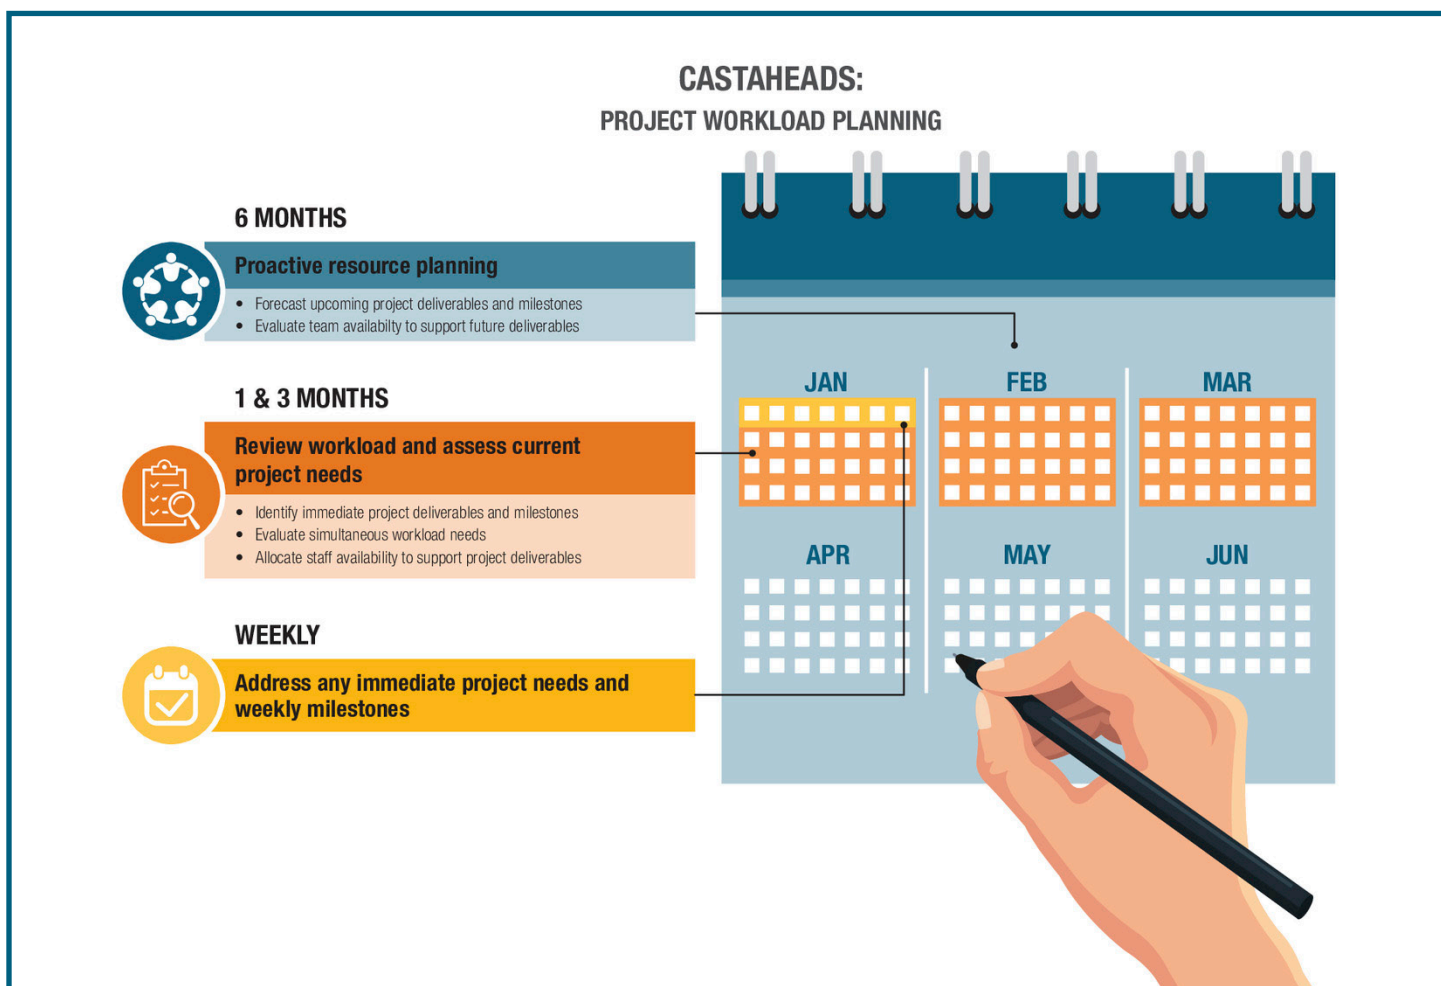 CASTAHEADS:
PROJECT WORKLOAD PLANNING
6 MONTHS
Proactive resource planning
• Forecast upcoming project deliverables and milestones
• Evaluate team availabilty to support future deliverables
1 & 3 MONTHS
Review workload and assess current
project needs
• Identify immediate project deliverables and milestones
• Evaluate simultaneous workload needs
• Allocate staff availability to support project deliverables
WEEKLY
Address any immediate project needs and
weekly milestones
JAN FEB MAR
APR MAY JUN